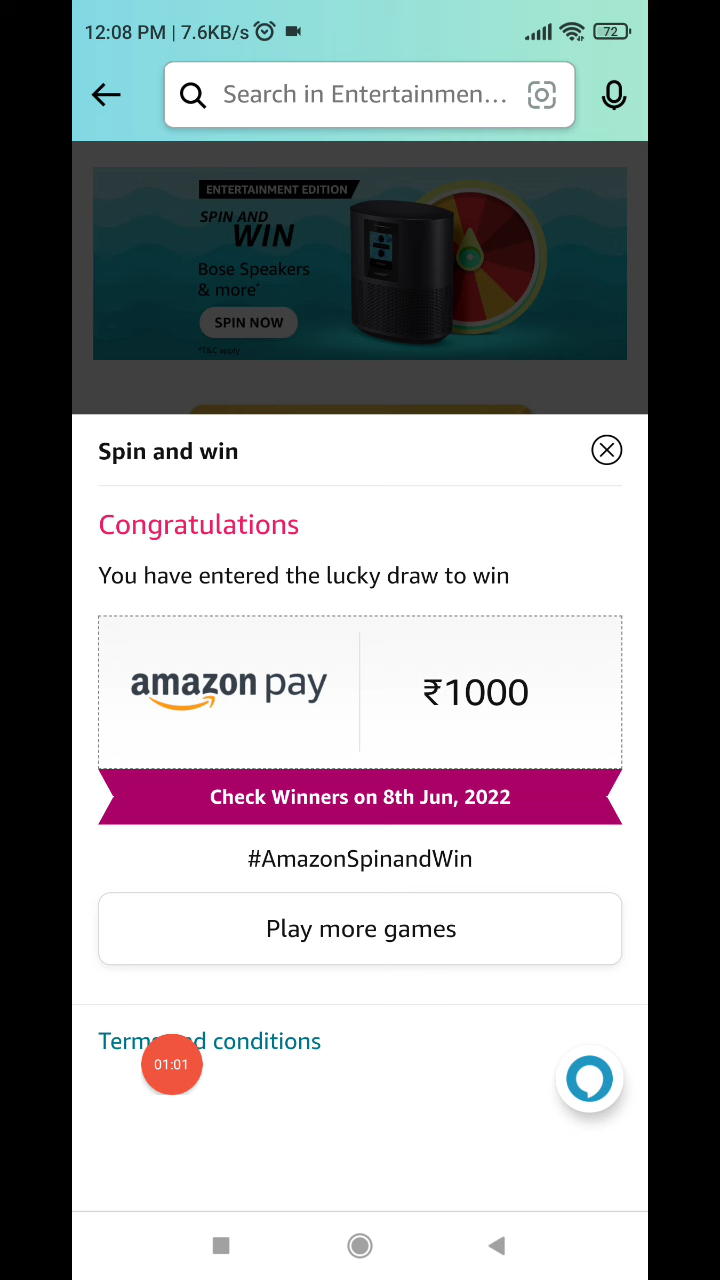 12:08 PM | 7.6KB/s
72
Search in Entertainmen...
ENTERTAINMENT EDITION
SPIN AND
WIN
Bose Speakers
& more*
SPIN NOW
*T&C apply
Spin and win
Congratulations
You have entered the lucky draw to win
amazon pay
₹1000
Check Winners on 8th Jun, 2022
#AmazonSpinandWin
Play more games
conditions
01:01